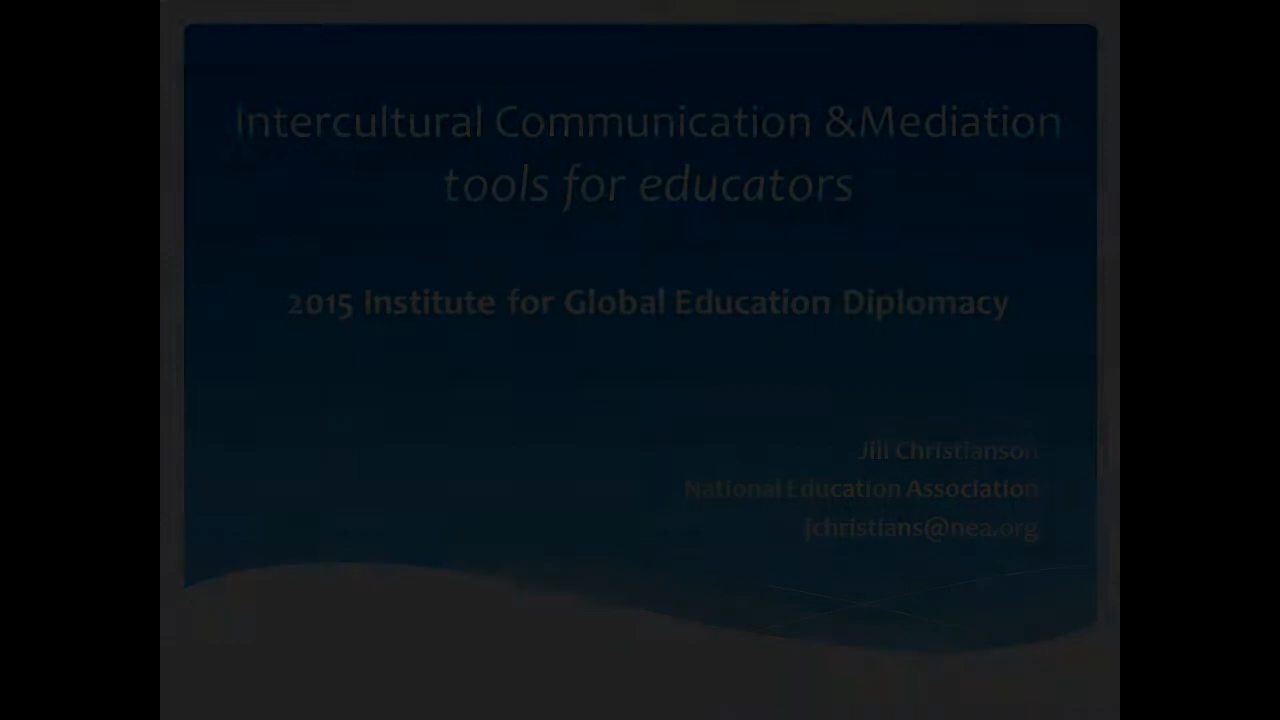 Intercultural Communication &Mediation
tools for educators
2015 Institute for Global Education Diplomacy
Jill Christianson
National Education Association
jchristians@nea.org